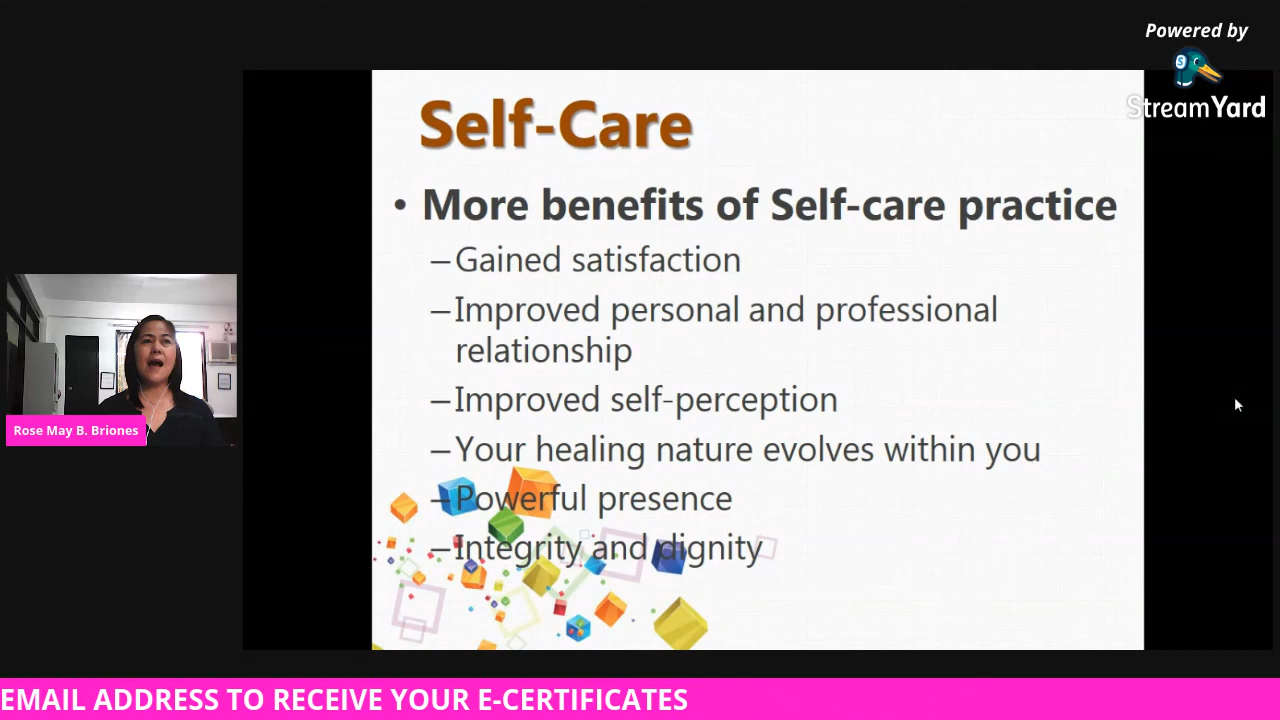 Powered by
StreamYard
Self-Care
• More benefits of Self-care practice
–Gained satisfaction
–Improved personal and professional
relationship
–Improved self-perception
–Your healing nature evolves within you
–Powerful presence
–Integrity and dignity
Rose May B. Briones
EMAIL ADDRESS TO RECEIVE YOUR E-CERTIFICATES